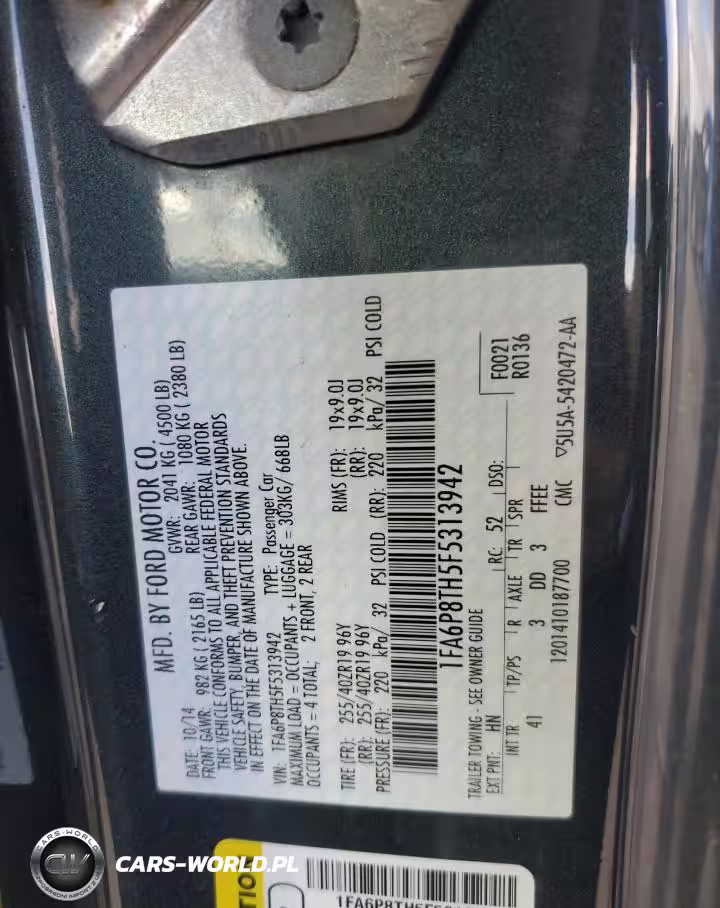 MFD. BY FORD MOTOR CO.
DATE: 10/14 GVWR: 2041 KG ( 4500 LB)
FRONT GAWR: 982 KG ( 2165 LB) REAR GAWR: 1080 KG ( 2380 LB)
THIS VEHICLE CONFORMS TO ALL APPLICABLE FEDERAL MOTOR
VEHICLE SAFETY, BUMPER, AND THEFT PREVENTION STANDARDS
IN EFFECT ON THE DATE OF MANUFACTURE SHOWN ABOVE.
VIN: 1FA6P8TH5F5313942 TYPE: Passenger Car
MAXIMUM LOAD = OCCUPANTS + LUGGAGE = 303KG/ 668LB
OCCUPANTS = 4 TOTAL; 2 FRONT, 2 REAR
TIRE (FR): 255/40ZR19 96Y RIMS (FR): 19x9.0J
(RR): 255/40ZR19 96Y (RR): 19x9.0J
PRESSURE (FR): 220 kPa/ 32 PSI COLD (RR): 220 kPa/ 32 PSI COLD
1FA6P8TH5F5313942
F0021
R0136
TRAILER TOWING - SEE OWNER GUIDE
EXT PNT: HN RC: 52 DSO:
INT TR TP/PS R AXLE TR SPR
41 3 DD 3 FFEE
1201410187700 CMC ▽5U5A-5420472-AA
CARS-WORLD
CW
CARS-WORLD.PL